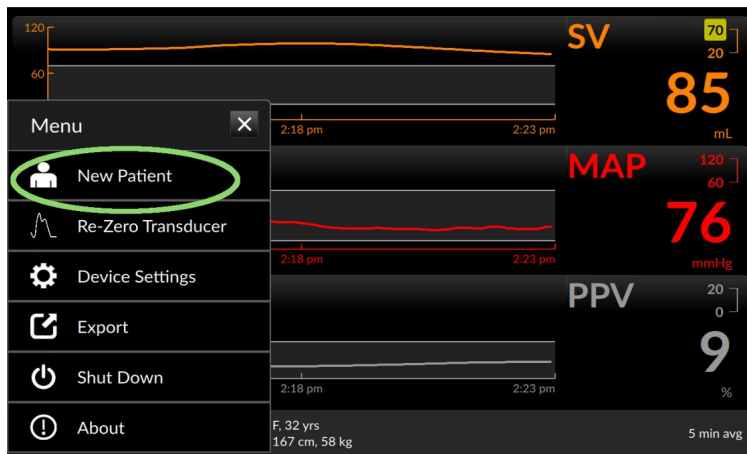 120
60
SV
70
20
85
mL
2:18 pm
2:23 pm
Menu
New Patient
Re-Zero Transducer
Device Settings
Export
Shut Down
About
MAP
120
60
76
mmHg
2:18 pm
2:23 pm
PPV
20
0
9
%
2:18 pm
2:23 pm
F, 32 yrs
167 cm, 58 kg
5 min avg